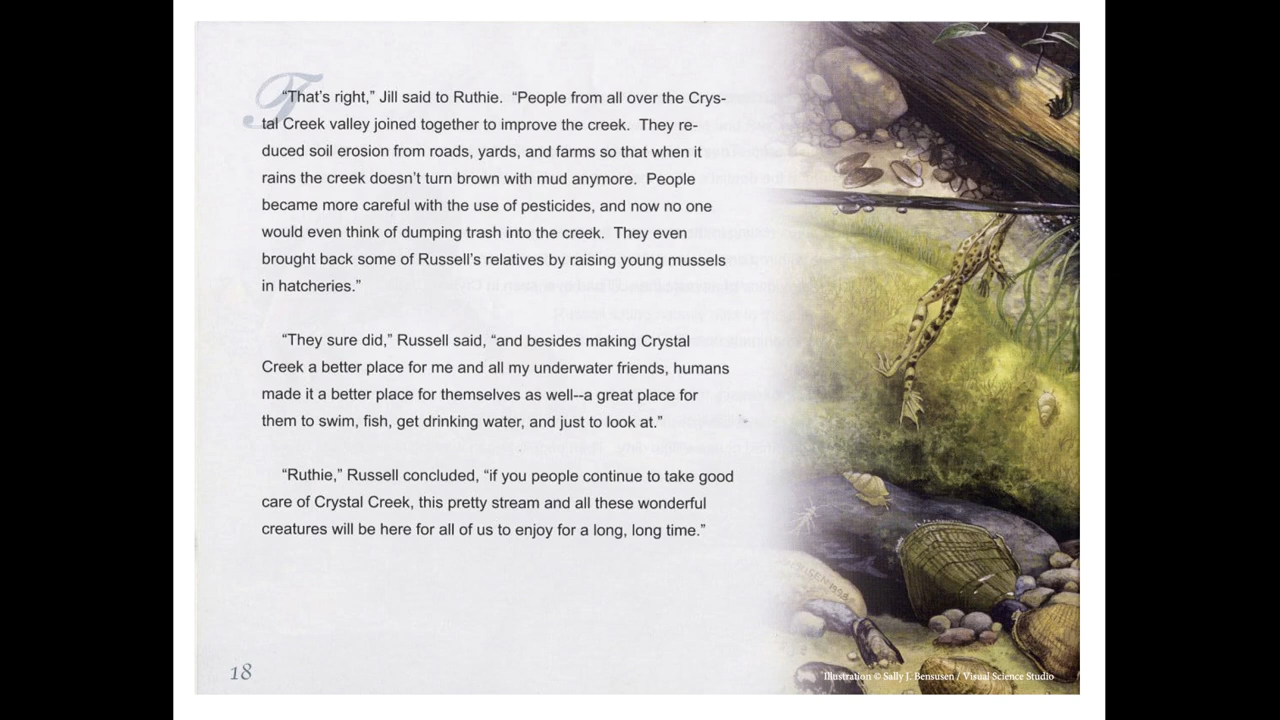 “That’s right,” Jill said to Ruthie.  “People from all over the Crys-
tal Creek valley joined together to improve the creek.  They re-
duced soil erosion from roads, yards, and farms so that when it
rains the creek doesn’t turn brown with mud anymore.  People
became more careful with the use of pesticides, and now no one
would even think of dumping trash into the creek.  They even
brought back some of Russell’s relatives by raising young mussels
in hatcheries.”
“They sure did,” Russell said, “and besides making Crystal
Creek a better place for me and all my underwater friends, humans
made it a better place for themselves as well--a great place for
them to swim, fish, get drinking water, and just to look at.”
“Ruthie,” Russell concluded, “if you people continue to take good
care of Crystal Creek, this pretty stream and all these wonderful
creatures will be here for all of us to enjoy for a long, long time.”
18
Illustration © Sally J. Bensusen / Visual Science Studio